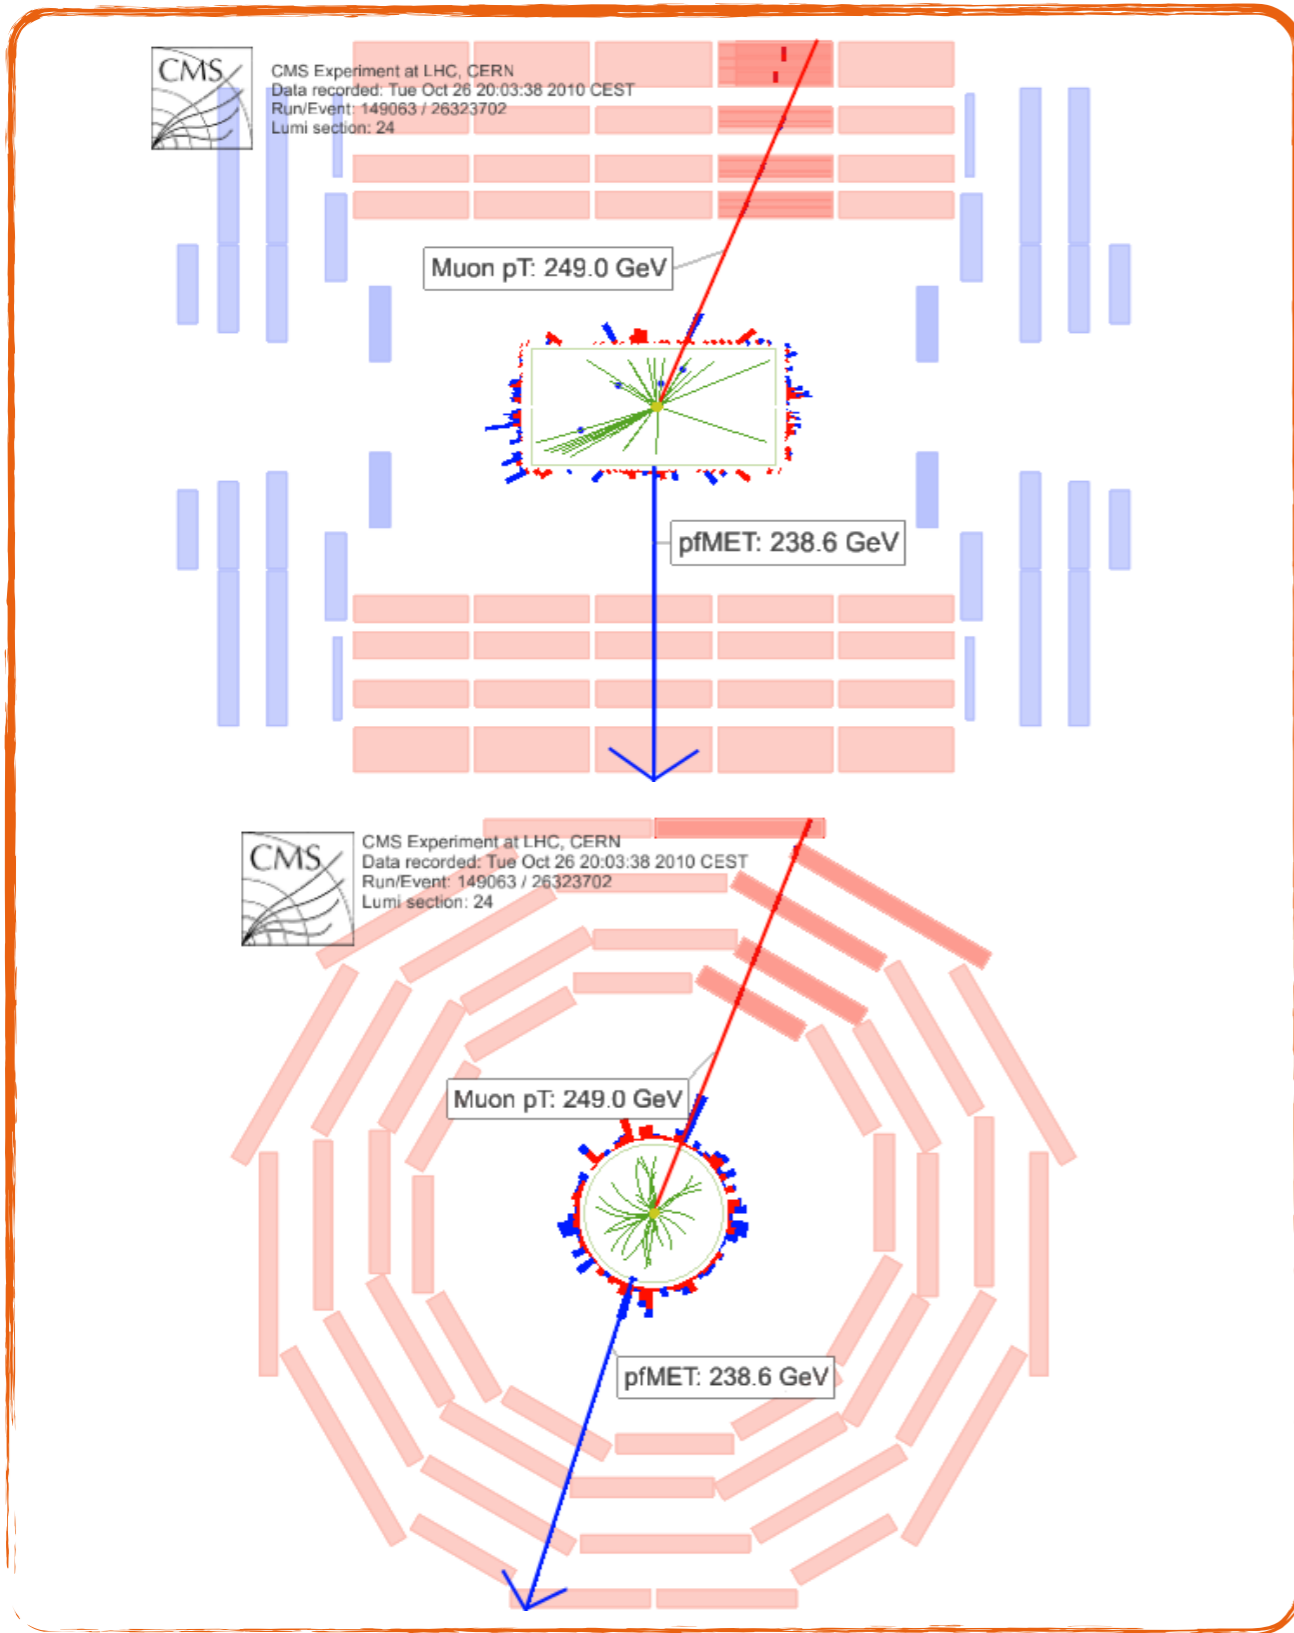 CMS
CMS Experiment at LHC, CERN
Data recorded: Tue Oct 26 20:03:38 2010 CEST
Run/Event: 149063 / 26323702
Lumi section: 24
Muon pT: 249.0 GeV
pfMET: 238.6 GeV
CMS
CMS Experiment at LHC, CERN
Data recorded: Tue Oct 26 20:03:38 2010 CEST
Run/Event: 149063 / 26323702
Lumi section: 24
Muon pT: 249.0 GeV
pfMET: 238.6 GeV